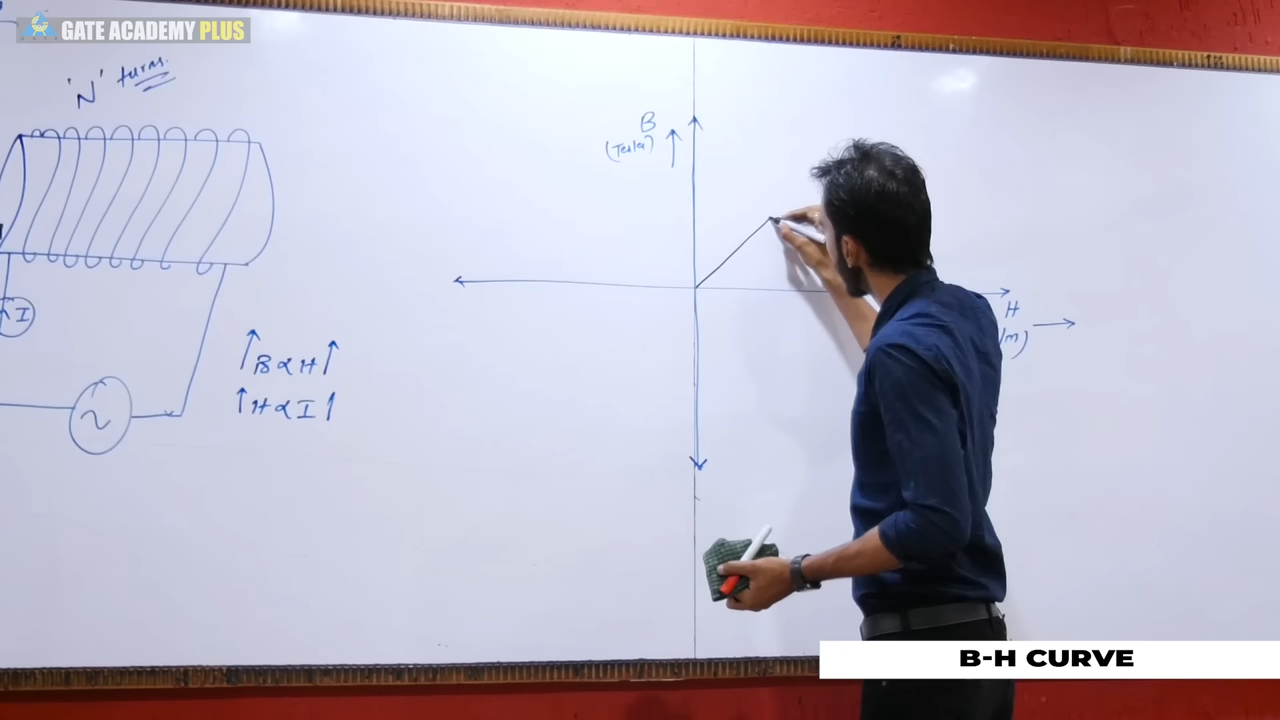 GATE ACADEMY PLUS
'N' turns
I
↑B ∝ H↑
↑H ∝ I↑
B
(Tesla)
H
/m)
B-H CURVE